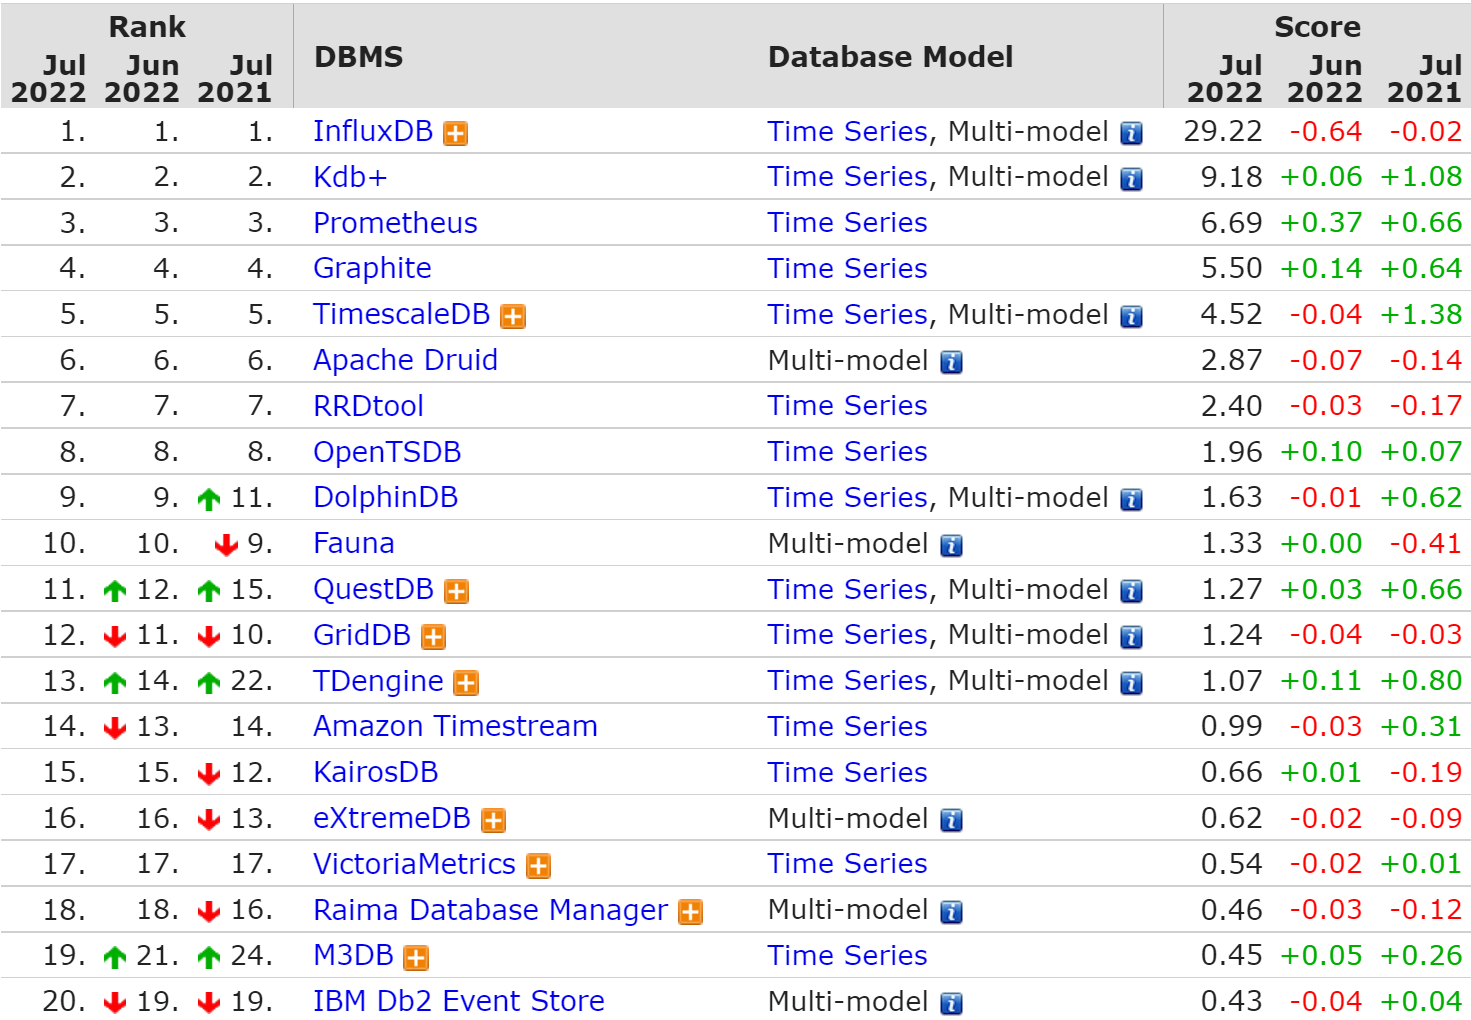 Rank DBMS Database Model Score
Jul 2022 Jun 2022 Jul 2021 Jul 2022 Jun 2022 Jul 2021
1. 1. 1. InfluxDB Time Series, Multi-model 29.22 -0.64 -0.02
2. 2. 2. Kdb+ Time Series, Multi-model 9.18 +0.06 +1.08
3. 3. 3. Prometheus Time Series 6.69 +0.37 +0.66
4. 4. 4. Graphite Time Series 5.50 +0.14 +0.64
5. 5. 5. TimescaleDB Time Series, Multi-model 4.52 -0.04 +1.38
6. 6. 6. Apache Druid Multi-model 2.87 -0.07 -0.14
7. 7. 7. RRDtool Time Series 2.40 -0.03 -0.17
8. 8. 8. OpenTSDB Time Series 1.96 +0.10 +0.07
9. 9. 11. DolphinDB Time Series, Multi-model 1.63 -0.01 +0.62
10. 10. 9. Fauna Multi-model 1.33 +0.00 -0.41
11. 12. 15. QuestDB Time Series, Multi-model 1.27 +0.03 +0.66
12. 11. 10. GridDB Time Series, Multi-model 1.24 -0.04 -0.03
13. 14. 22. TDengine Time Series, Multi-model 1.07 +0.11 +0.80
14. 13. 14. Amazon Timestream Time Series 0.99 -0.03 +0.31
15. 15. 12. KairosDB Time Series 0.66 +0.01 -0.19
16. 16. 13. eXtremeDB Multi-model 0.62 -0.02 -0.09
17. 17. 17. VictoriaMetrics Time Series 0.54 -0.02 +0.01
18. 18. 16. Raima Database Manager Multi-model 0.46 -0.03 -0.12
19. 21. 24. M3DB Time Series 0.45 +0.05 +0.26
20. 19. 19. IBM Db2 Event Store Multi-model 0.43 -0.04 +0.04